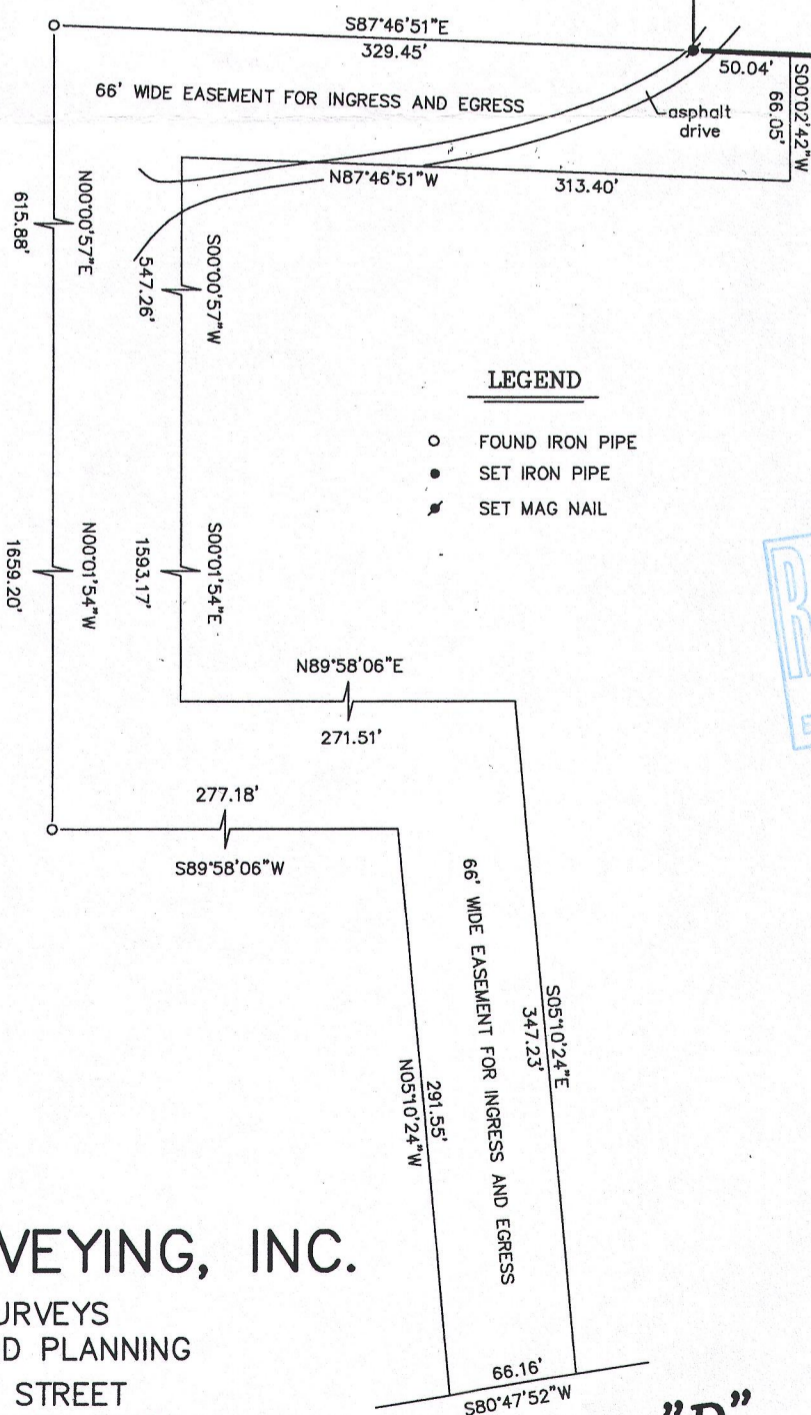 S87°46'51"E
329.45'
50.04'
S00°02'42"W
66.05'
66' WIDE EASEMENT FOR INGRESS AND EGRESS
asphalt
drive
N87°46'51"W
313.40'
N00°00'57"E
615.88'
S00°00'57"W
547.26'
LEGEND
FOUND IRON PIPE
SET IRON PIPE
SET MAG NAIL
N00°01'54"W
1659.20'
S00°01'54"E
1593.17'
N89°58'06"E
271.51'
277.18'
S89°58'06"W
66' WIDE EASEMENT FOR INGRESS AND EGRESS
S05°10'24"E
347.23'
291.55'
N05°10'24"W
VEYING, INC.
URVEYS
D PLANNING
STREET
66.16'
S80°47'52"W